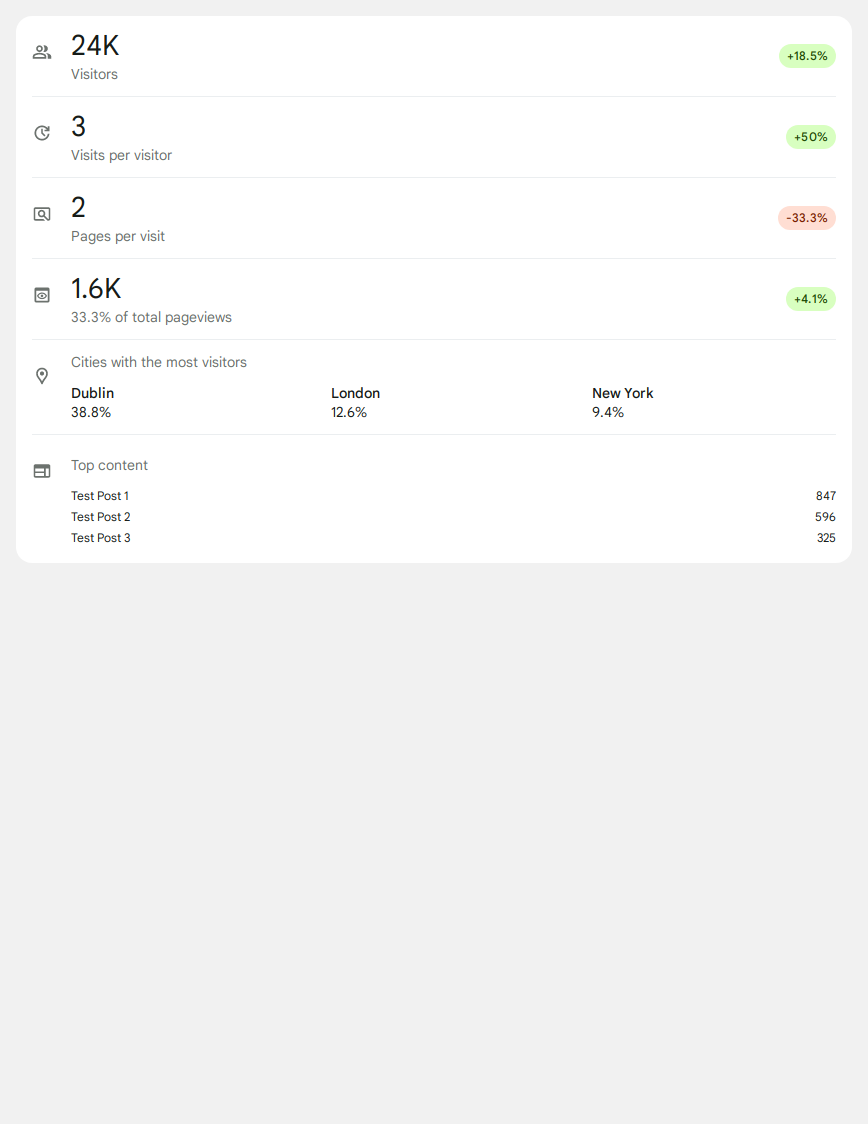 24K
Visitors
+18.5%
3
Visits per visitor
+50%
2
Pages per visit
-33.3%
1.6K
33.3% of total pageviews
+4.1%
Cities with the most visitors
Dublin London New York
38.8% 12.6% 9.4%
Top content
Test Post 1 847
Test Post 2 596
Test Post 3 325